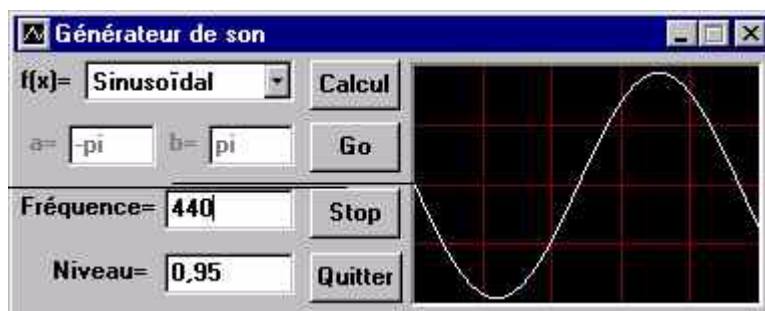 Générateur de son
f(x)= Sinusoïdal Calcul
a= -pi b= pi Go
Fréquence= 440 Stop
Niveau= 0,95 Quitter